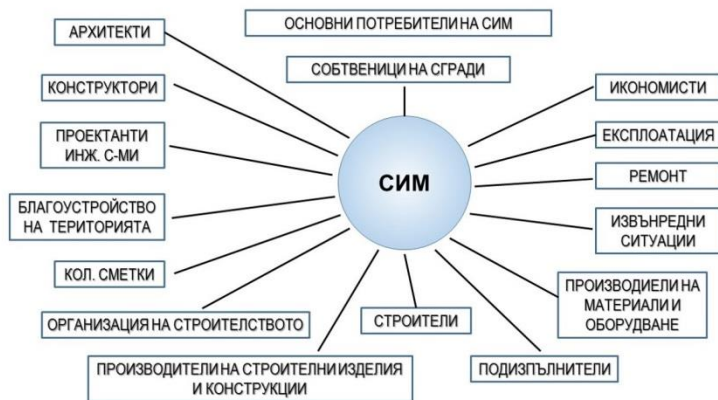 ОСНОВНИ ПОТРЕБИТЕЛИ НА СИМ
АРХИТЕКТИ
СОБТВЕНИЦИ НА СГРАДИ
КОНСТРУКТОРИ
ИКОНОМИСТИ
ПРОЕКТАНТИ
ИНЖ. С-МИ
ЕКСПЛОАТАЦИЯ
РЕМОНТ
СИМ
БЛАГОУСТРОЙСТВО
НА ТЕРИТОРИЯТА
ИЗВЪНРЕДНИ
СИТУАЦИИ
КОЛ. СМЕТКИ
ПРОИЗВОДИЕЛИ НА
МАТЕРИАЛИ И
ОБОРУДВАНЕ
ОРГАНИЗАЦИЯ НА СТРОИТЕЛСТВОТО
СТРОИТЕЛИ
ПРОИЗВОДИТЕЛИ НА СТРОИТЕЛНИ ИЗДЕЛИЯ
И КОНСТРУКЦИИ
ПОДИЗПЪЛНИТЕЛИ